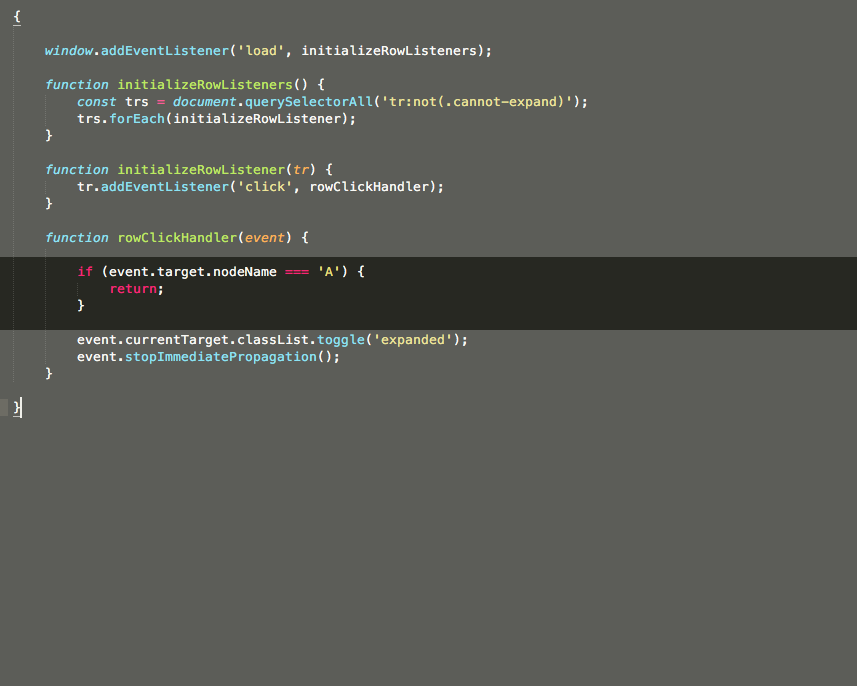 {
window.addEventListener('load', initializeRowListeners);
function initializeRowListeners() {
const trs = document.querySelectorAll('tr:not(.cannot-expand)');
trs.forEach(initializeRowListener);
}
function initializeRowListener(tr) {
tr.addEventListener('click', rowClickHandler);
}
function rowClickHandler(event) {
if (event.target.nodeName === 'A') {
return;
}
event.currentTarget.classList.toggle('expanded');
event.stopImmediatePropagation();
}
}